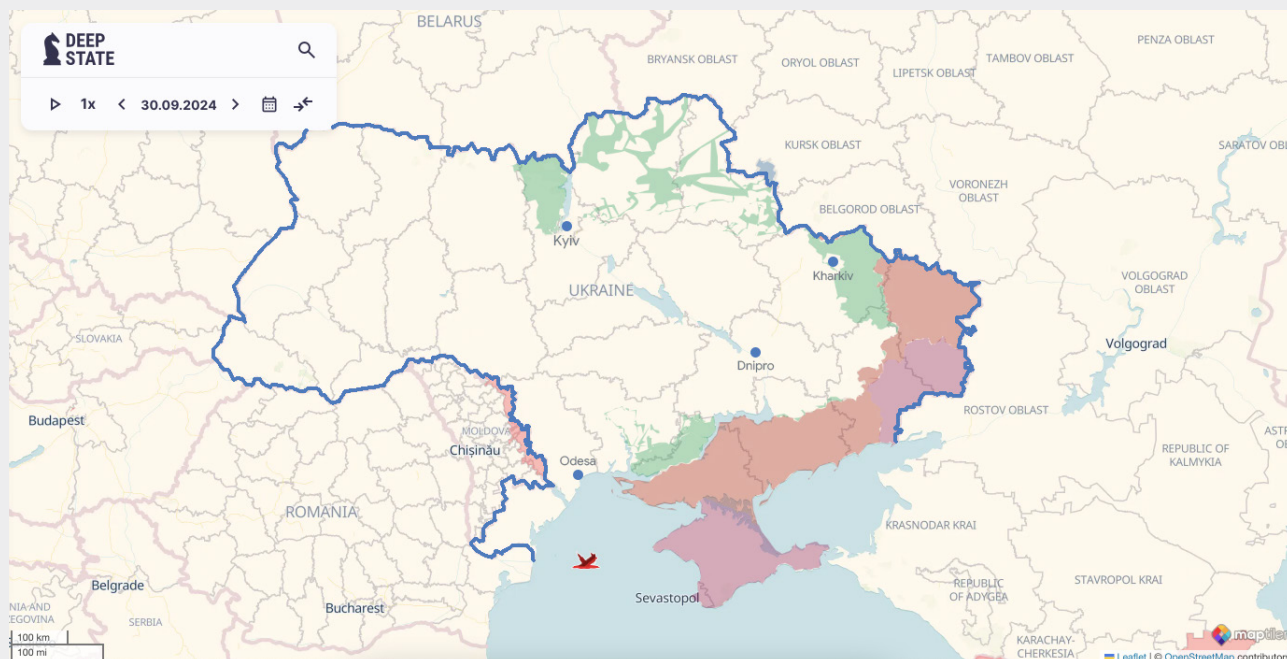 BELARUS
DEEP
STATE
1x
30.09.2024
BRYANSK OBLAST
ORYOL OBLAST
LIPETSK OBLAST
TAMBOV OBLAST
PENZA OBLAST
KURSK OBLAST
SARATOV OBL
VORONEZH
OBLAST
BELGOROD OBLAST
Kyiv
Kharkiv
UKRAINE
VOLGOGRAD
OBLAST
SLOVAKIA
Volgograd
Dnipro
Budapest
ROSTOV OBLAST
MOLDOVA
Chișinău
Odesa
REPUBLIC OF
KALMYKIA
ROMANIA
KRASNODAR KRAI
Belgrade
Sevastopol
REPUBLIC
OF ADYGEA
STAVROPOL KRAI
Bucharest
SERBIA
100 km
100 mi
KARACHAY-
CHERKESSIA
maptiler
Leaflet | © OpenStreetMap contributors